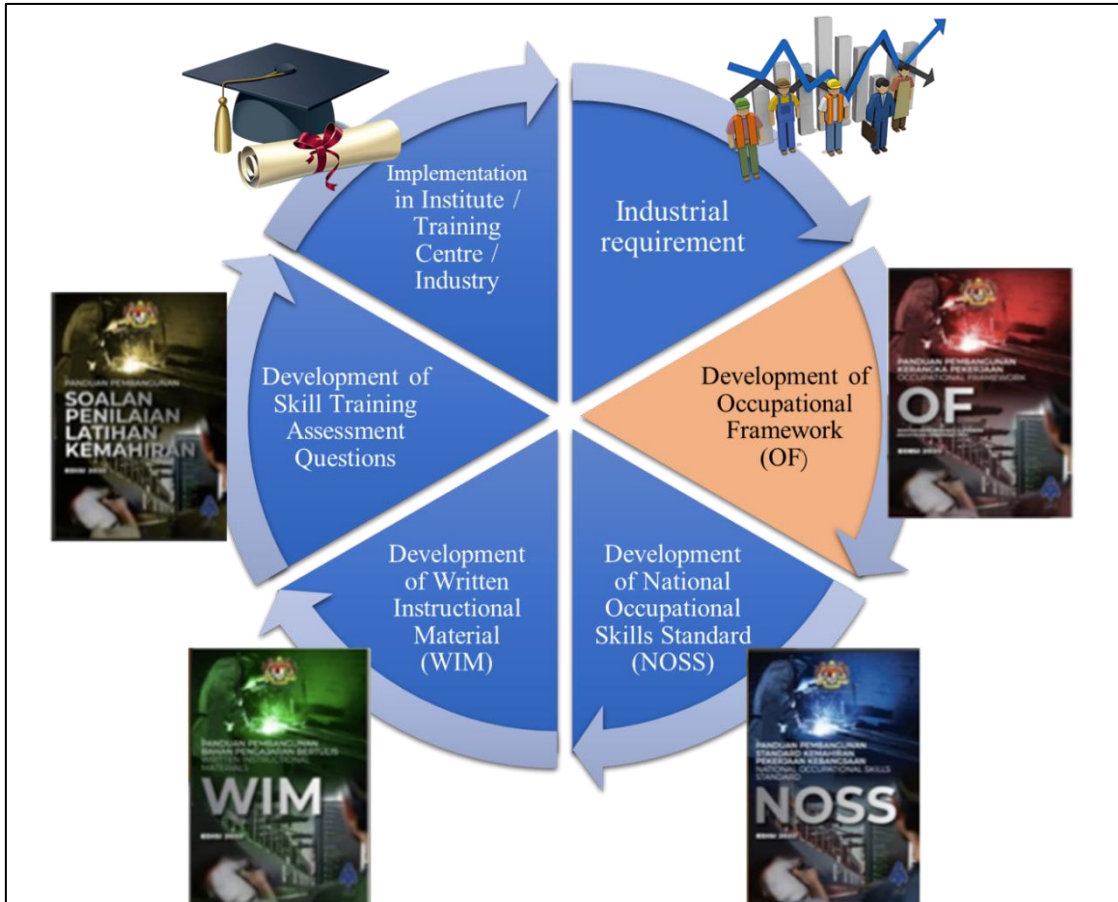 Industrial
requirement
Development of
Occupational
Framework
(OF)
PANDUAN PEMBANGUNAN
KERANGKA PEKERJAAN
OCCUPATIONAL FRAMEWORK
OF
Development
of National
Occupational
Skills Standard
(NOSS)
PANDUAN PEMBANGUNAN
STANDARD KEMAHIRAN
PEKERJAAN KEBANGSAAN
NATIONAL OCCUPATIONAL SKILLS
STANDARD
NOSS
Development
of Written
Instructional
Material
(WIM)
PANDUAN PEMBANGUNAN
BAHAN PENGAJARAN BERTULIS
WRITTEN INSTRUCTIONAL
MATERIALS
WIM
Development of
Skill Training
Assessment
Questions
PANDUAN PEMBANGUNAN
SOALAN
PENILAIAN
LATIHAN
KEMAHIRAN
Implementation
in Institute /
Training
Centre /
Industry